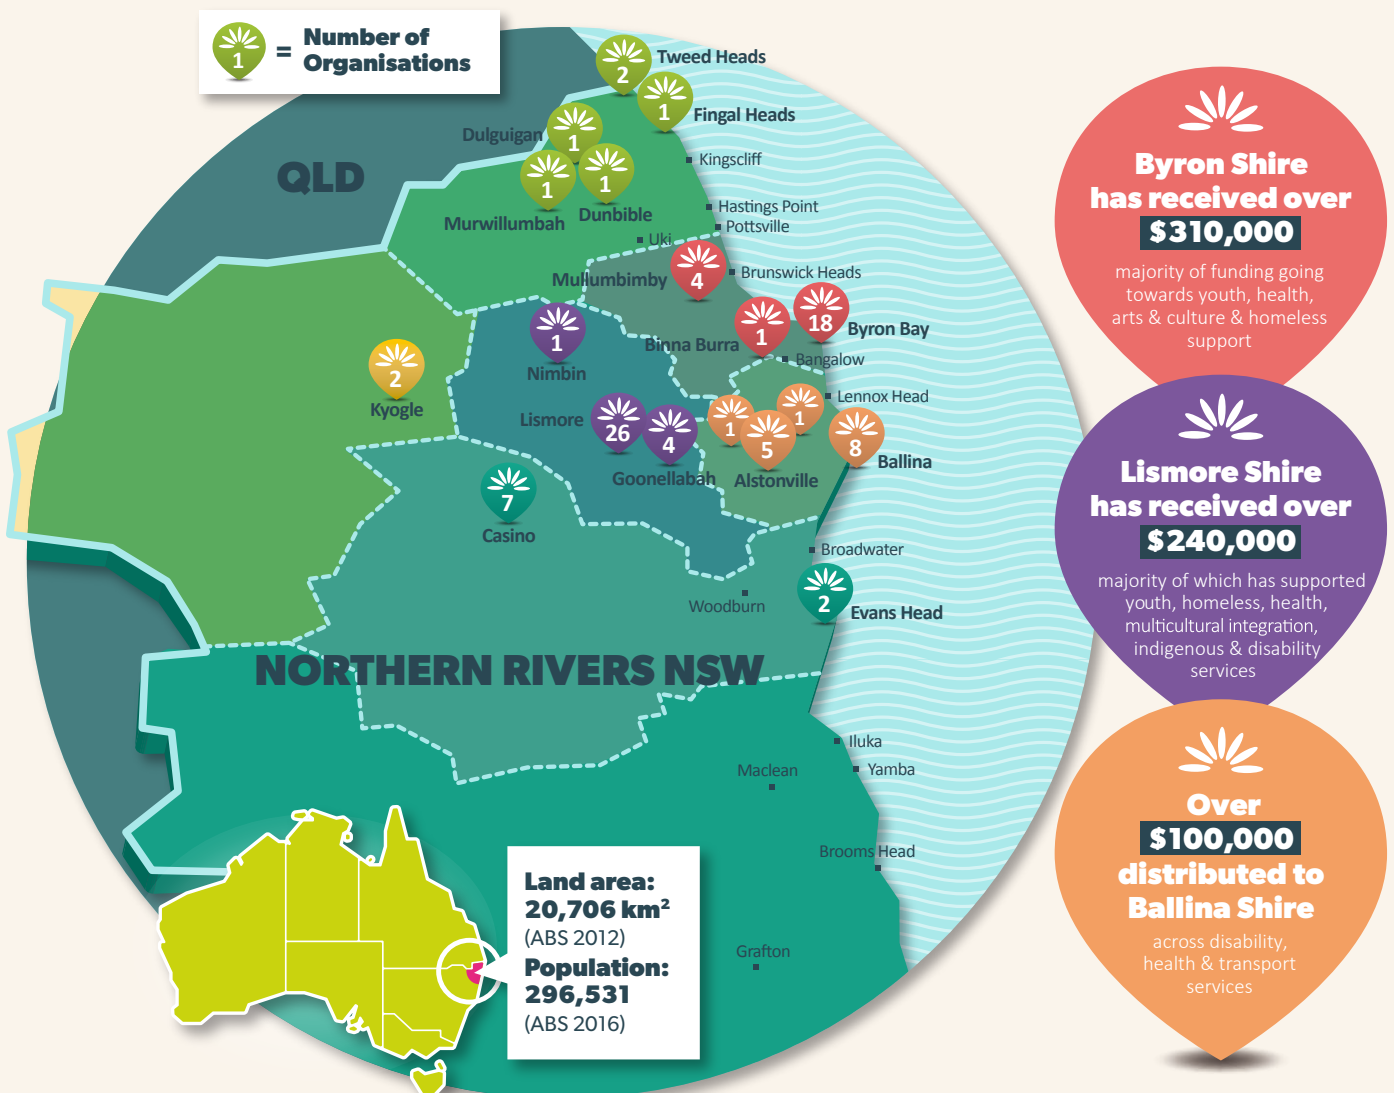 1
=
Number of
Organisations
2
Tweed Heads
1
Fingal Heads
Dulguigan
1
Kingscliff
QLD
1
1
Murwillumbah
Dunbible
Hastings Point
Pottsville
Uki
Mullumbimby
4
Brunswick Heads
1
Nimbin
Binna Burra
1
18
Byron Bay
Bangalow
2
Kyogle
Lennox Head
Lismore
26
4
Goonellabah
1
5
1
Alstonville
8
Ballina
7
Casino
Broadwater
Woodburn
2
Evans Head
NORTHERN RIVERS NSW
Iluka
Maclean
Yamba
Brooms Head
Grafton
Land area:
20,706 km²
(ABS 2012)
Population:
296,531
(ABS 2016)
Byron Shire
has received over
$310,000
majority of funding going
towards youth, health,
arts & culture & homeless
support
Lismore Shire
has received over
$240,000
majority of which has supported
youth, homeless, health,
multicultural integration,
indigenous & disability
services
Over
$100,000
distributed to
Ballina Shire
across disability,
health & transport
services